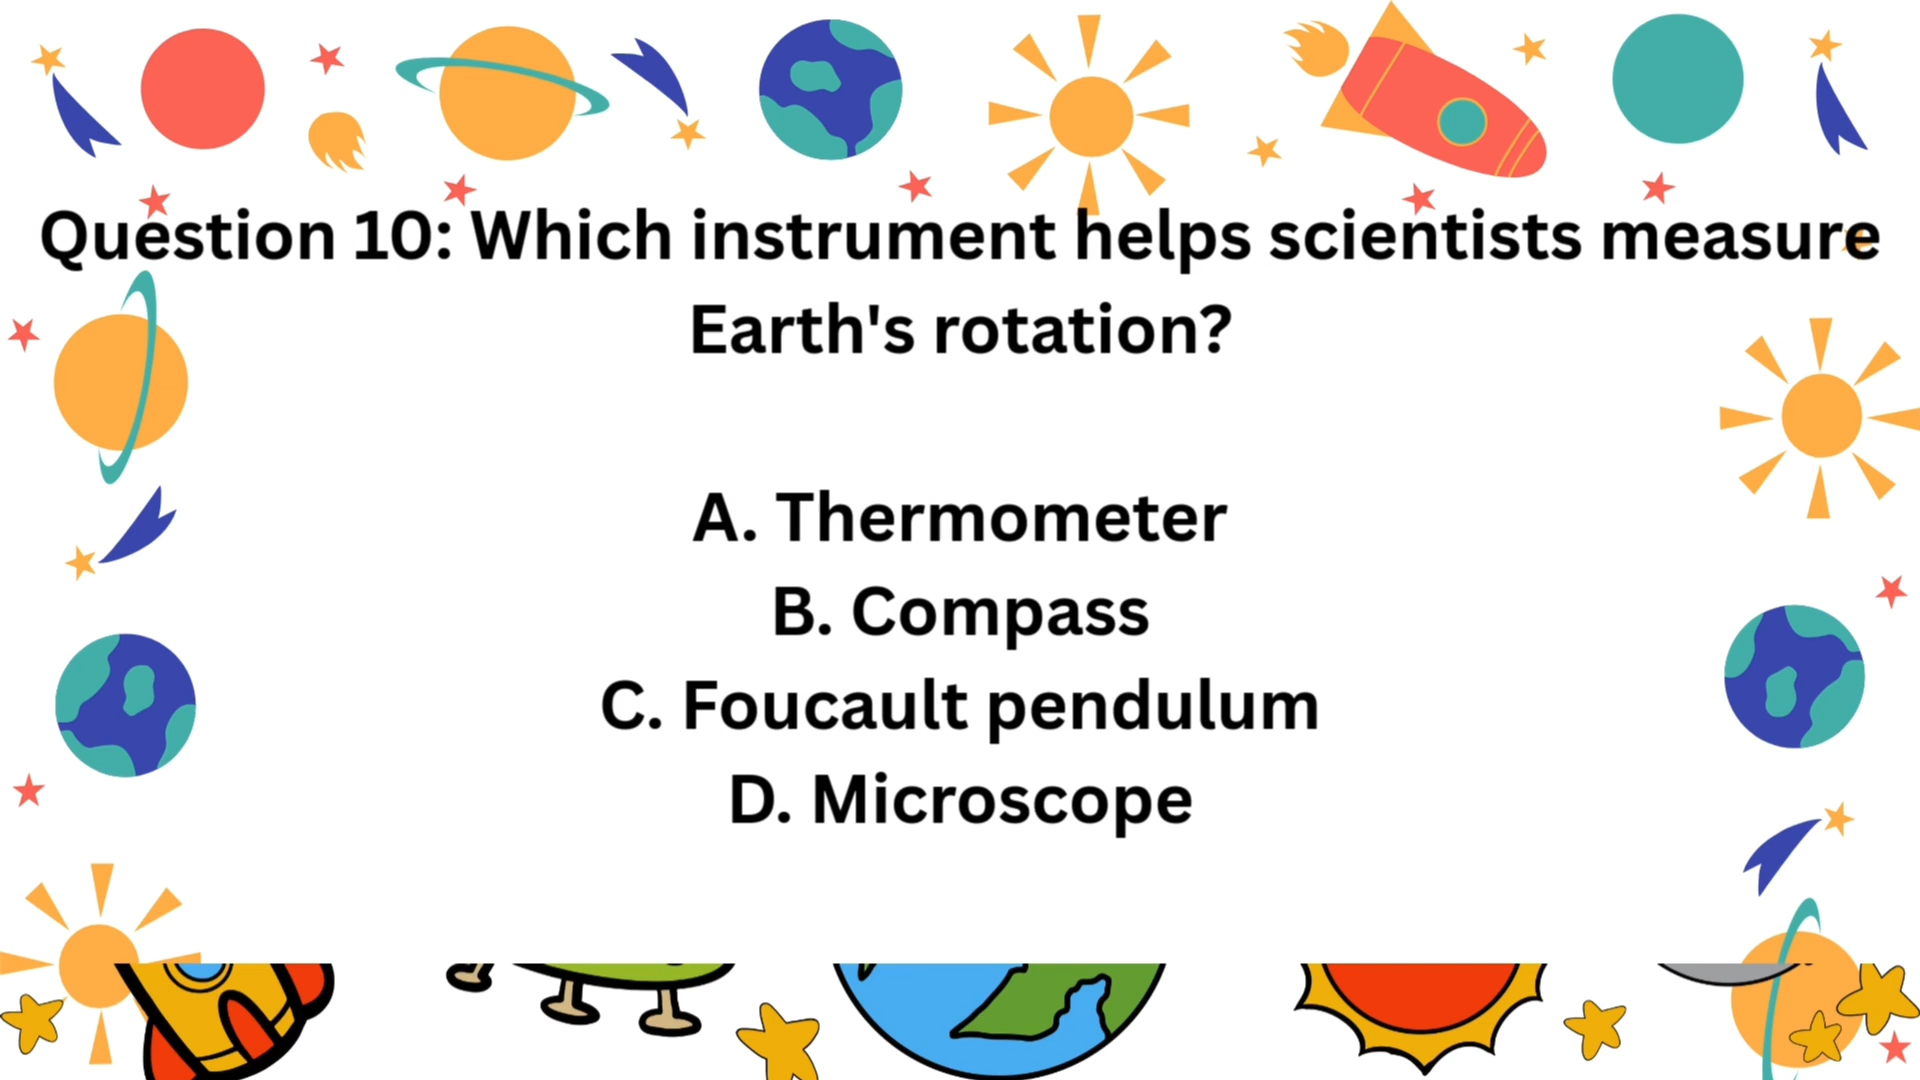 Question 10: Which instrument helps scientists measure
Earth's rotation?
A. Thermometer
B. Compass
C. Foucault pendulum
D. Microscope